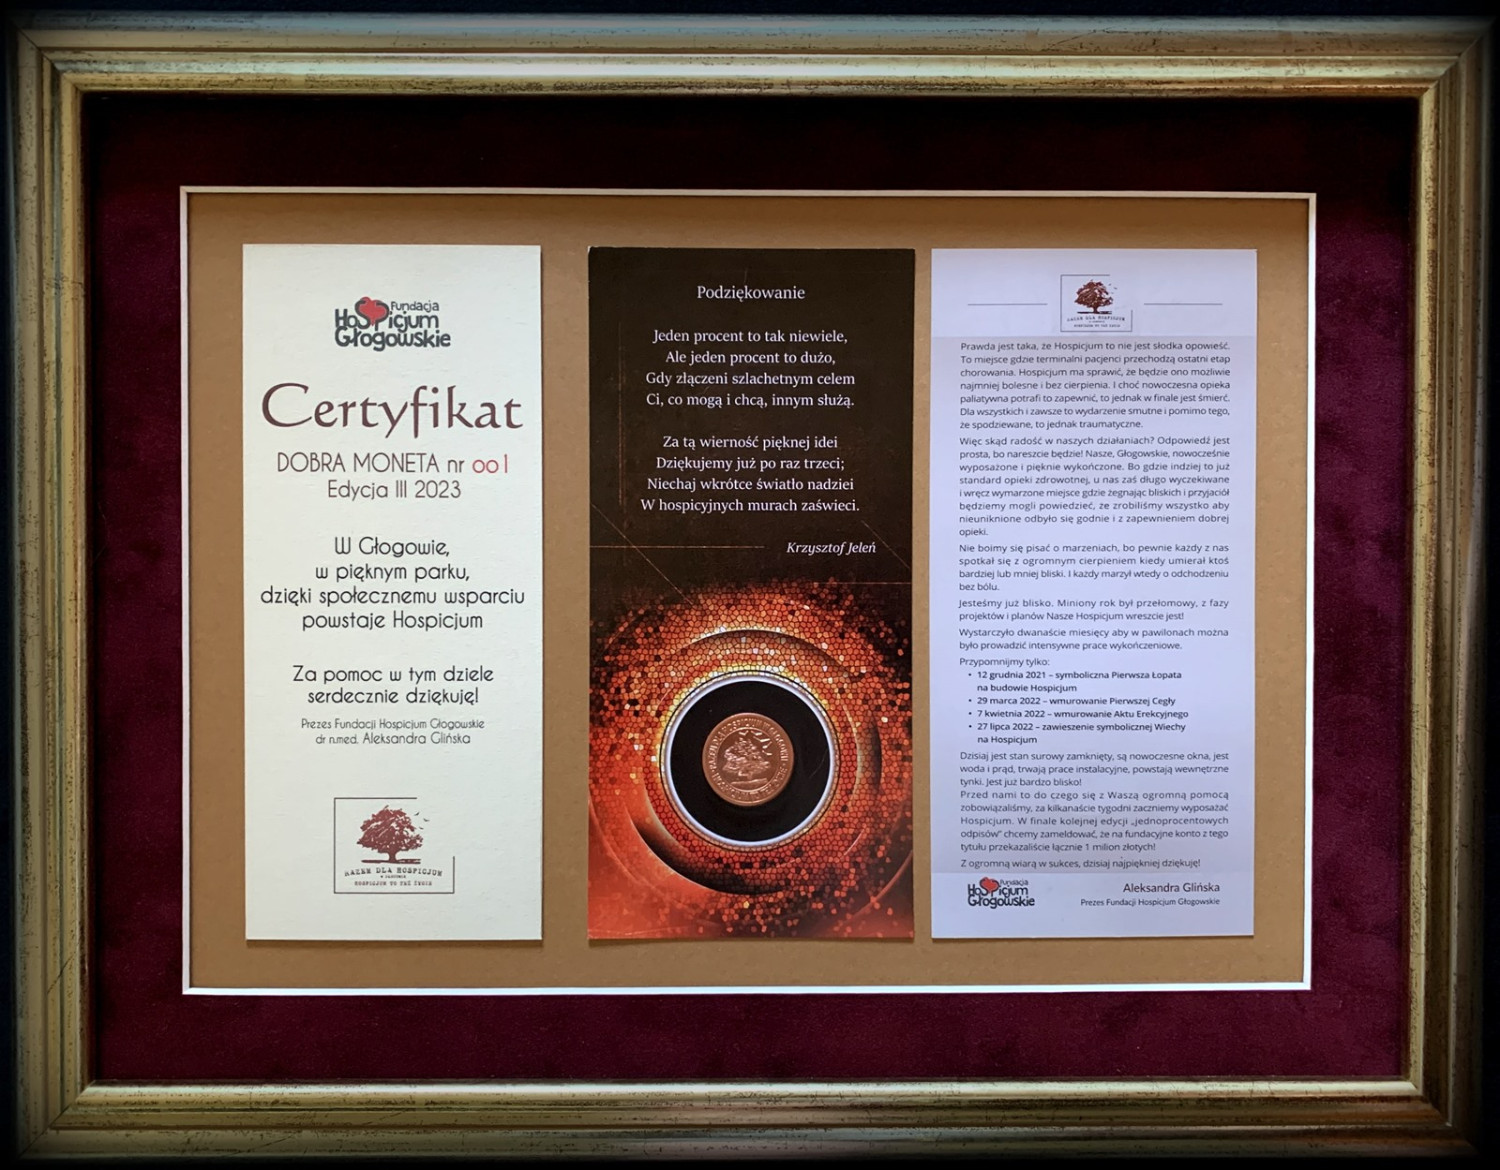 Fundacja
HoSPicjum
Głogowskie
Certyfikat
DOBRA MONETA nr 001
Edycja III 2023
W Głogowie,
w pięknym parku,
dzięki społecznemu wsparciu
powstaje Hospicjum
Za pomoc w tym dziele
serdecznie dziękuję!
Prezes Fundacji Hospicjum Głogowskie
dr n.med. Aleksandra Glińska
RAZEM DLA HOSPICJUM
W GŁOGOWIE
HOSPICJUM TO TEŻ ŻYCIE
Podziękowanie
Jeden procent to tak niewiele,
Ale jeden procent to dużo,
Gdy złączeni szlachetnym celem
Ci, co mogą i chcą, innym służą.
Za tą wierność pięknej idei
Dziękujemy już po raz trzeci;
Niechaj wkrótce światło nadziei
W hospicyjnych murach zaświeci.
Krzysztof Jeleń
RAZEM DLA HOSPICJUM
HOSPICJUM TO TEŻ ŻYCIE
Prawda jest taka, że Hospicjum to nie jest słodka opowieść.
To miejsce gdzie terminalni pacjenci przechodzą ostatni etap
chorowania. Hospicjum ma sprawić, że będzie ono możliwie
najmniej bolesne i bez cierpienia. I choć nowoczesna opieka
paliatywna potrafi to zapewnić, to jednak w finale jest śmierć.
Dla wszystkich i zawsze to wydarzenie smutne i pomimo tego,
że spodziewane, to jednak traumatyczne.
Więc skąd radość w naszych działaniach? Odpowiedź jest
prosta, bo nareszcie będzie! Nasze, Głogowskie, nowocześnie
wyposażone i pięknie wykończone. Bo gdzie indziej to już
standard opieki zdrowotnej, u nas zaś długo wyczekiwane
i wręcz wymarzone miejsce gdzie żegnając bliskich i przyjaciół
będziemy mogli powiedzieć, że zrobiliśmy wszystko aby
nieuniknione odbyło się godnie i z zapewnieniem dobrej
opieki.
Nie boimy się pisać o marzeniach, bo pewnie każdy z nas
spotkał się z ogromnym cierpieniem kiedy umierał ktoś
bardziej lub mniej bliski. I każdy marzył wtedy o odchodzeniu
bez bólu.
Jesteśmy już blisko. Miniony rok był przełomowy, z fazy
projektów i planów Nasze Hospicjum wreszcie jest!
Wystarczyło dwanaście miesięcy aby w pawilonach można
było prowadzić intensywne prace wykończeniowe.
Przypomnijmy tylko:
• 12 grudnia 2021 – symboliczna Pierwsza Łopata
na budowie Hospicjum
• 29 marca 2022 – wmurowanie Pierwszej Cegły
• 7 kwietnia 2022 – wmurowanie Aktu Erekcyjnego
• 27 lipca 2022 – zawieszenie symbolicznej Wiechy
na Hospicjum
Dzisiaj jest stan surowy zamknięty, są nowoczesne okna, jest
woda i prąd, trwają prace instalacyjne, powstają wewnętrzne
tynki. Jest już bardzo blisko!
Przed nami to do czego się z Waszą ogromną pomocą
zobowiązaliśmy, za kilkanaście tygodni zaczniemy wyposażać
Hospicjum. W finale kolejnej edycji „jednoprocentowych
odpisów" chcemy zameldować, że na fundacyjne konto z tego
tytułu przekazaliście łącznie 1 milion złotych!
Z ogromną wiarą w sukces, dzisiaj najpiękniej dziękuję!
Fundacja
HoSPicjum
Głogowskie
Aleksandra Glińska
Prezes Fundacji Hospicjum Głogowskie